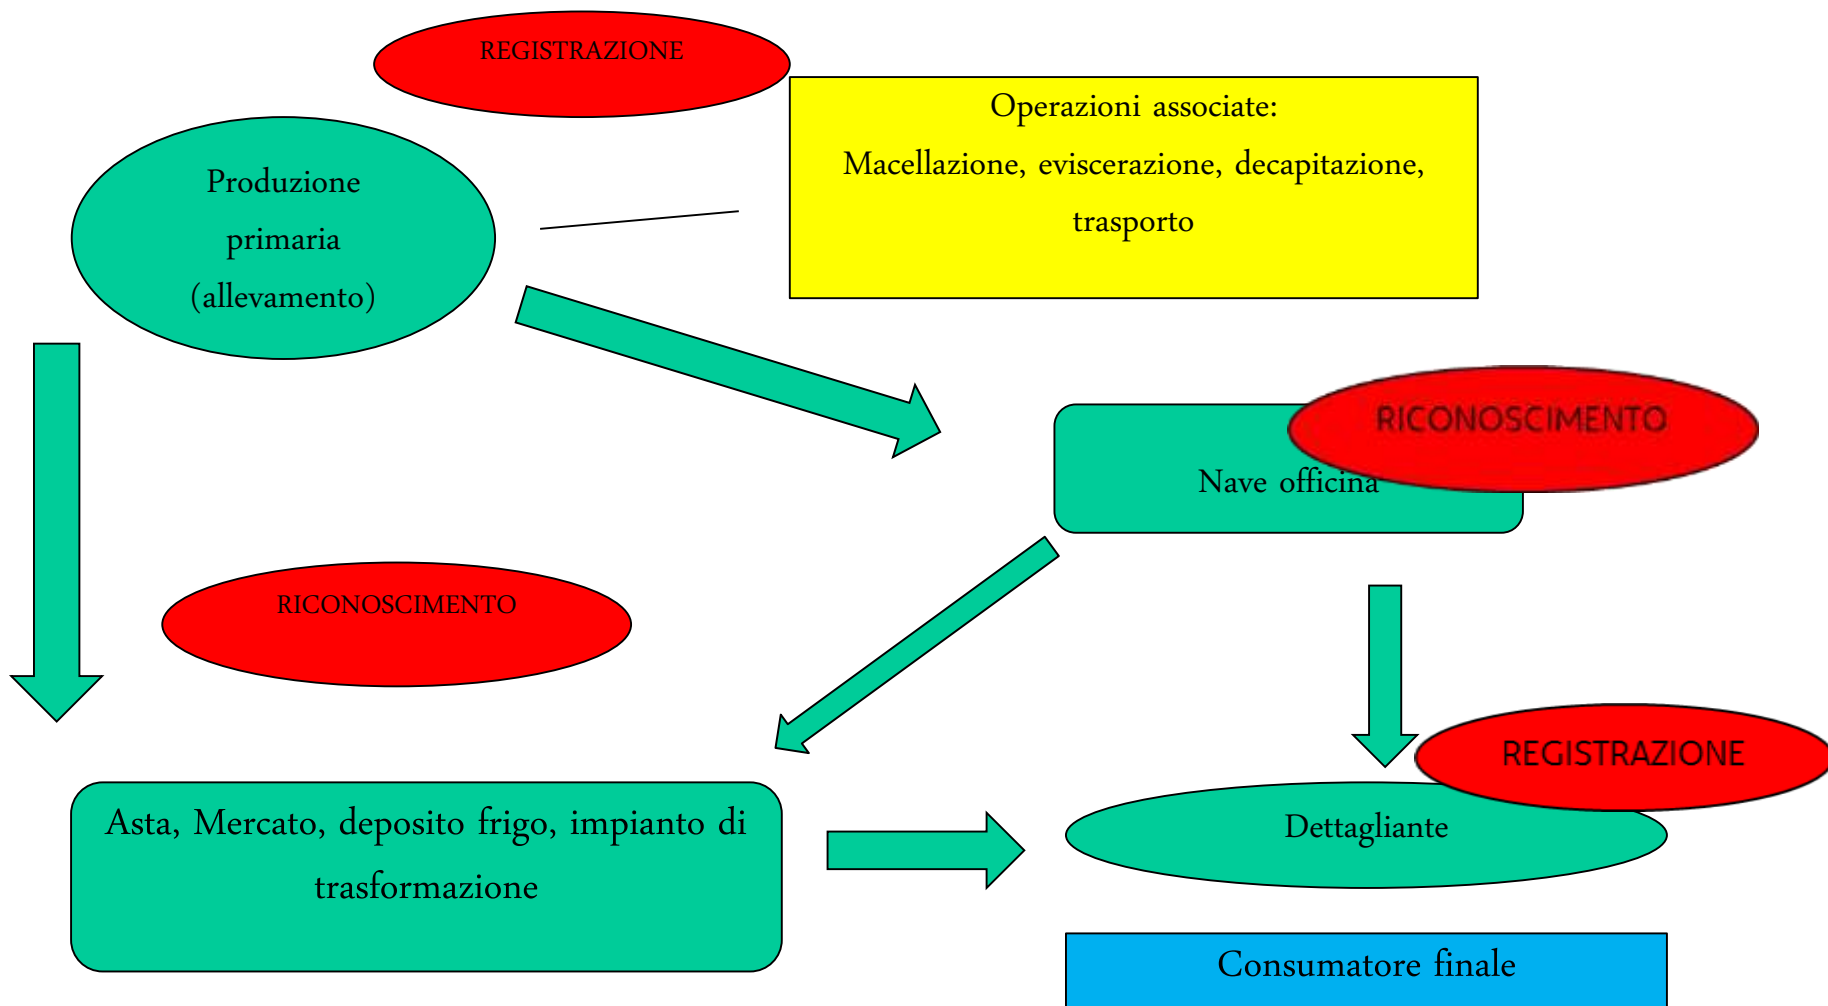 REGISTRAZIONE
Operazioni associate:
Macellazione, eviscerazione, decapitazione,
trasporto
Produzione
primaria
(allevamento)
RICONOSCIMENTO
Nave officina
RICONOSCIMENTO
REGISTRAZIONE
Asta, Mercato, deposito frigo, impianto di
trasformazione
Dettagliante
Consumatore finale